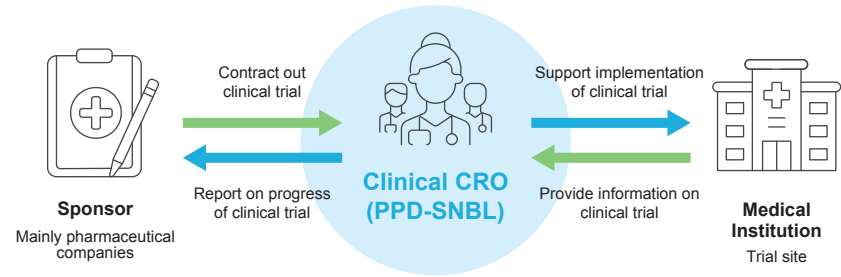 Contract out
clinical trial
Support implementation
of clinical trial
Report on progress
of clinical trial
Clinical CRO
(PPD-SNBL)
Provide information on
clinical trial
Sponsor
Mainly pharmaceutical
companies
Medical
Institution
Trial site